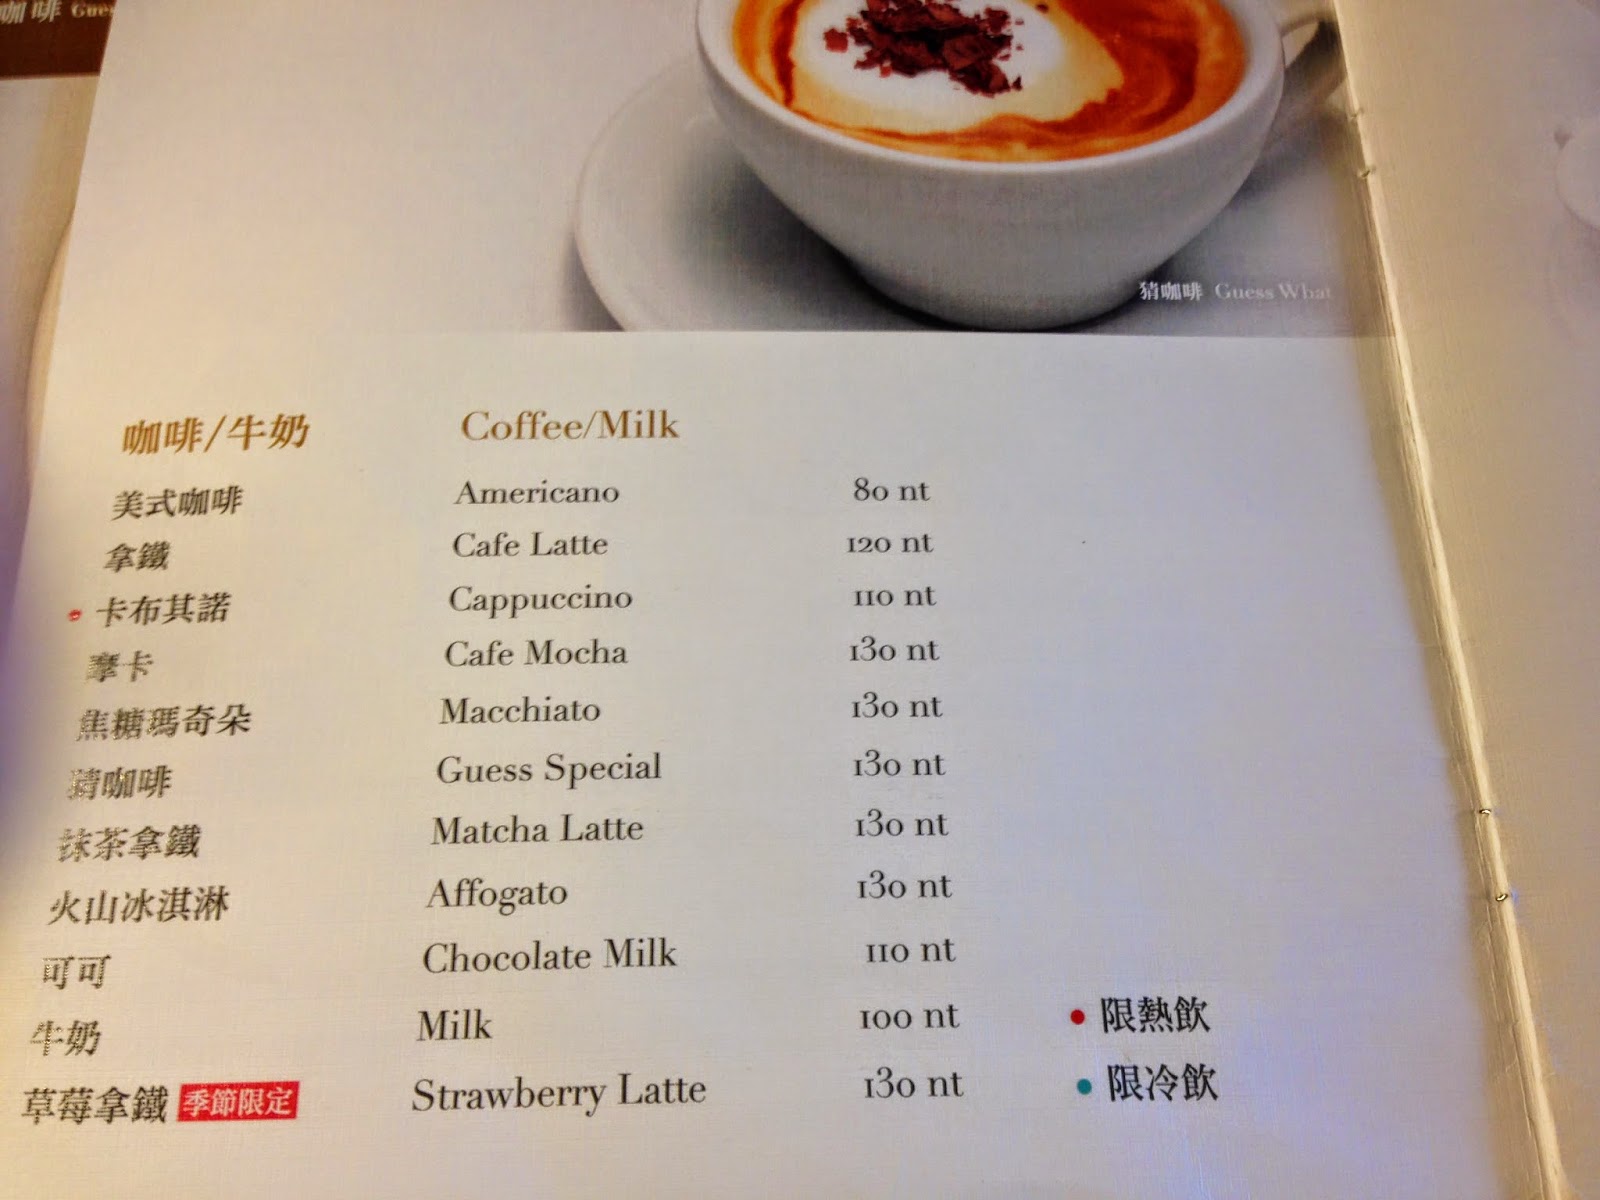 咖啡
猜咖啡 Guess What
咖啡/牛奶 Coffee/Milk
美式咖啡 Americano 80 nt
拿鐵 Cafe Latte 120 nt
卡布其諾 Cappuccino 110 nt
摩卡 Cafe Mocha 130 nt
焦糖瑪奇朵 Macchiato 130 nt
猜咖啡 Guess Special 130 nt
抹茶拿鐵 Matcha Latte 130 nt
火山冰淇淋 Affogato 130 nt
可可 Chocolate Milk 110 nt
牛奶 Milk 100 nt ● 限熱飲
草莓拿鐵 季節限定 Strawberry Latte 130 nt ● 限冷飲